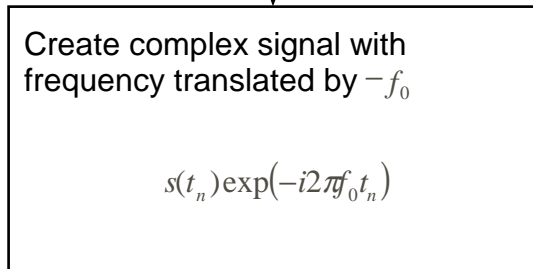 Create complex signal with
frequency translated by −f₀
s(tₙ)exp(−i2πf₀tₙ)